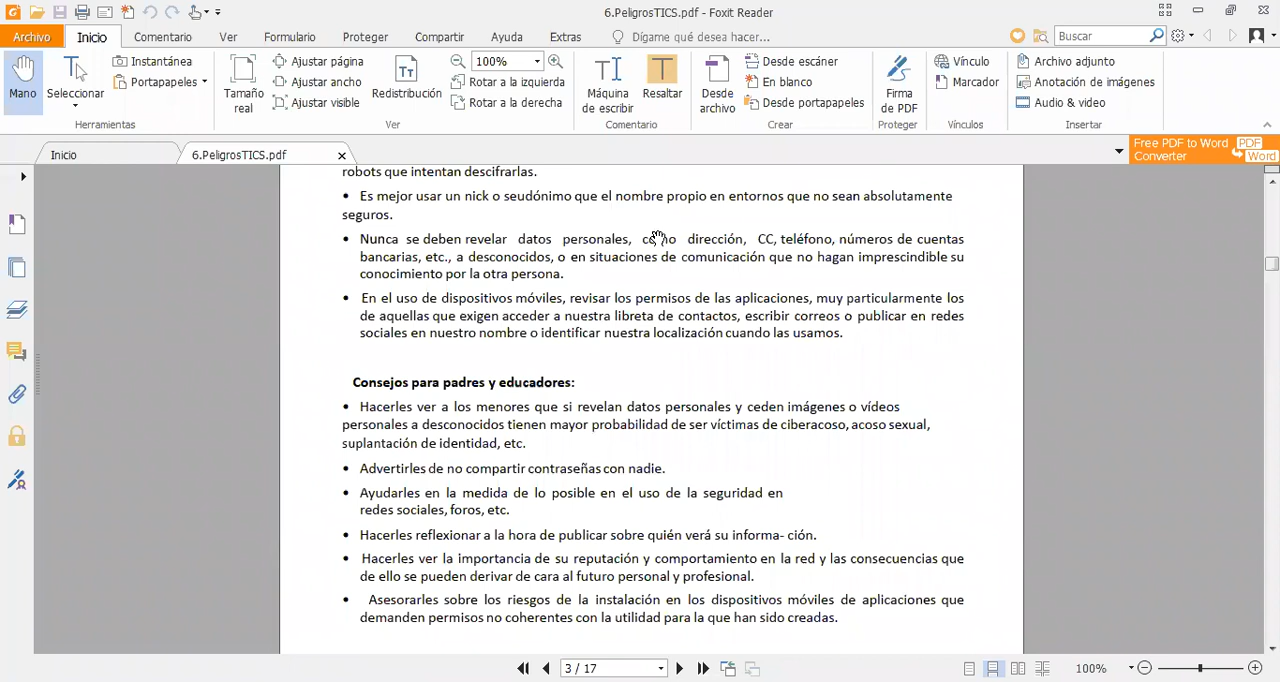 6.PeligrosTICS.pdf - Foxit Reader
Archivo Inicio Comentario Ver Formulario Proteger Compartir Ayuda Extras Dígame qué desea hacer... Buscar
Mano
Seleccionar
Instantánea
Portapapeles
Herramientas
Tamaño real
Ajustar página
Ajustar ancho
Ajustar visible
Redistribución
100%
Rotar a la izquierda
Rotar a la derecha
Ver
Máquina de escribir
Resaltar
Comentario
Desde archivo
Desde escáner
En blanco
Desde portapapeles
Crear
Firma de PDF
Proteger
Vínculo
Marcador
Vínculos
Archivo adjunto
Anotación de imágenes
Audio & video
Insertar
Inicio
6.PeligrosTICS.pdf
Free PDF to Word Converter
PDF
Word
robots que intentan descifrarlas.
• Es mejor usar un nick o seudónimo que el nombre propio en entornos que no sean absolutamente
seguros.
• Nunca se deben revelar datos personales, como dirección, CC, teléfono, números de cuentas
bancarias, etc., a desconocidos, o en situaciones de comunicación que no hagan imprescindible su
conocimiento por la otra persona.
• En el uso de dispositivos móviles, revisar los permisos de las aplicaciones, muy particularmente los
de aquellas que exigen acceder a nuestra libreta de contactos, escribir correos o publicar en redes
sociales en nuestro nombre o identificar nuestra localización cuando las usamos.
Consejos para padres y educadores:
• Hacerles ver a los menores que si revelan datos personales y ceden imágenes o vídeos
personales a desconocidos tienen mayor probabilidad de ser víctimas de ciberacoso, acoso sexual,
suplantación de identidad, etc.
• Advertirles de no compartir contraseñas con nadie.
• Ayudarles en la medida de lo posible en el uso de la seguridad en
redes sociales, foros, etc.
• Hacerles reflexionar a la hora de publicar sobre quién verá su informa- ción.
• Hacerles ver la importancia de su reputación y comportamiento en la red y las consecuencias que
de ello se pueden derivar de cara al futuro personal y profesional.
• Asesorarles sobre los riesgos de la instalación en los dispositivos móviles de aplicaciones que
demanden permisos no coherentes con la utilidad para la que han sido creadas.
3 / 17
100%